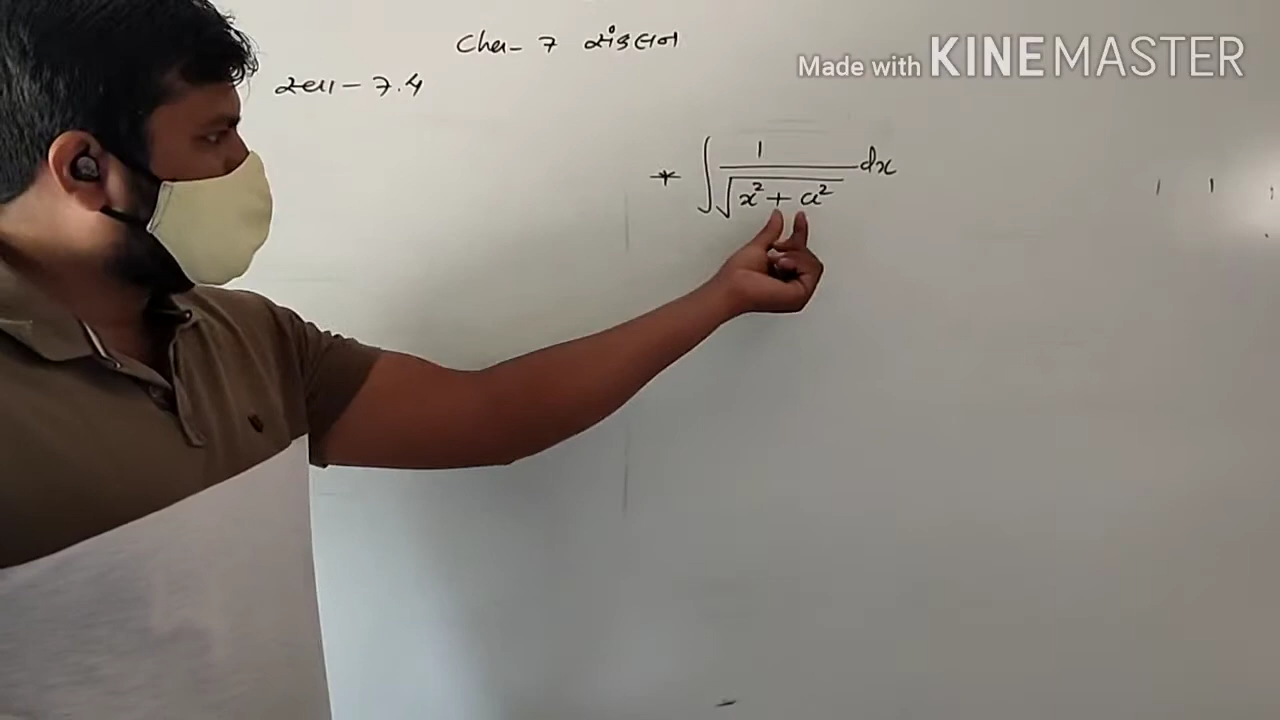 Cha- 7 સંકલન
Made with KINEMASTER
સ્વા - 7.4
* ∫ 1/√(x² + a²) dx